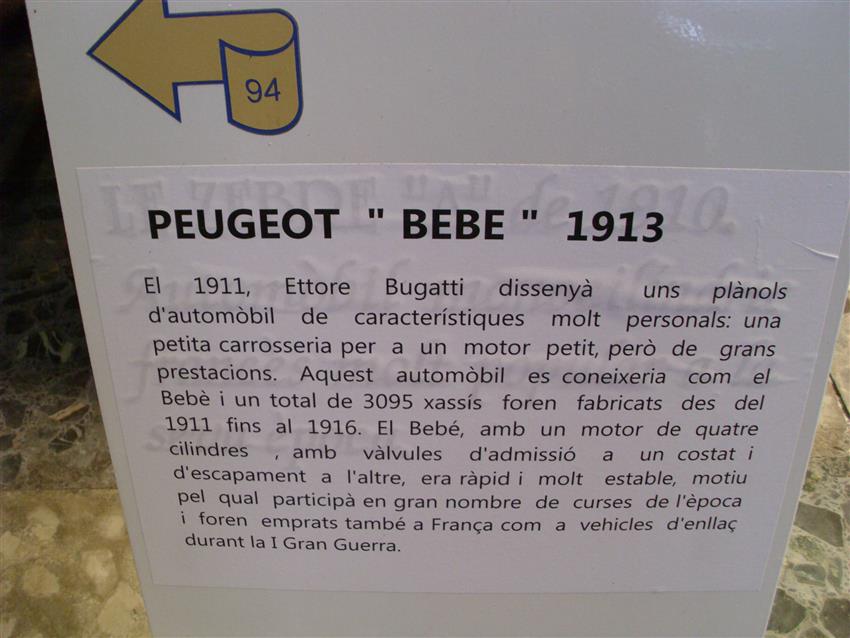 94
PEUGEOT " BEBE " 1913
El 1911, Ettore Bugatti dissenyà uns plànols
d'automòbil de característiques molt personals: una
petita carrosseria per a un motor petit, però de grans
prestacions. Aquest automòbil es coneixeria com el
Bebè i un total de 3095 xassís foren fabricats des del
1911 fins al 1916. El Bebé, amb un motor de quatre
cilindres , amb vàlvules d'admissió a un costat i
d'escapament a l'altre, era ràpid i molt estable, motiu
pel qual participà en gran nombre de curses de l'època
i foren emprats també a França com a vehicles d'enllaç
durant la I Gran Guerra.